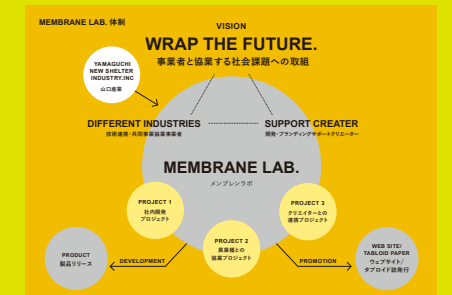 MEMBRANE LAB. 体制
VISION
WRAP THE FUTURE.
事業者と協業する社会課題への取組
YAMAGUCHI
NEW SHELTER
INDUSTRY.INC
山口産業
DIFFERENT INDUSTRIES
技術連携・共同事業協業事業者
SUPPORT CREATER
開発・ブランディングサポートクリエーター
MEMBRANE LAB.
メンブレンラボ
PROJECT 1
社内開発
プロジェクト
PROJECT 2
異業種との
協業プロジェクト
PROJECT 3
クリエイターとの
連携プロジェクト
PRODUCT
製品リリース
DEVELOPMENT
PROMOTION
WEB SITE/
TABLOID PAPER
ウェブサイト/
タブロイド誌発行